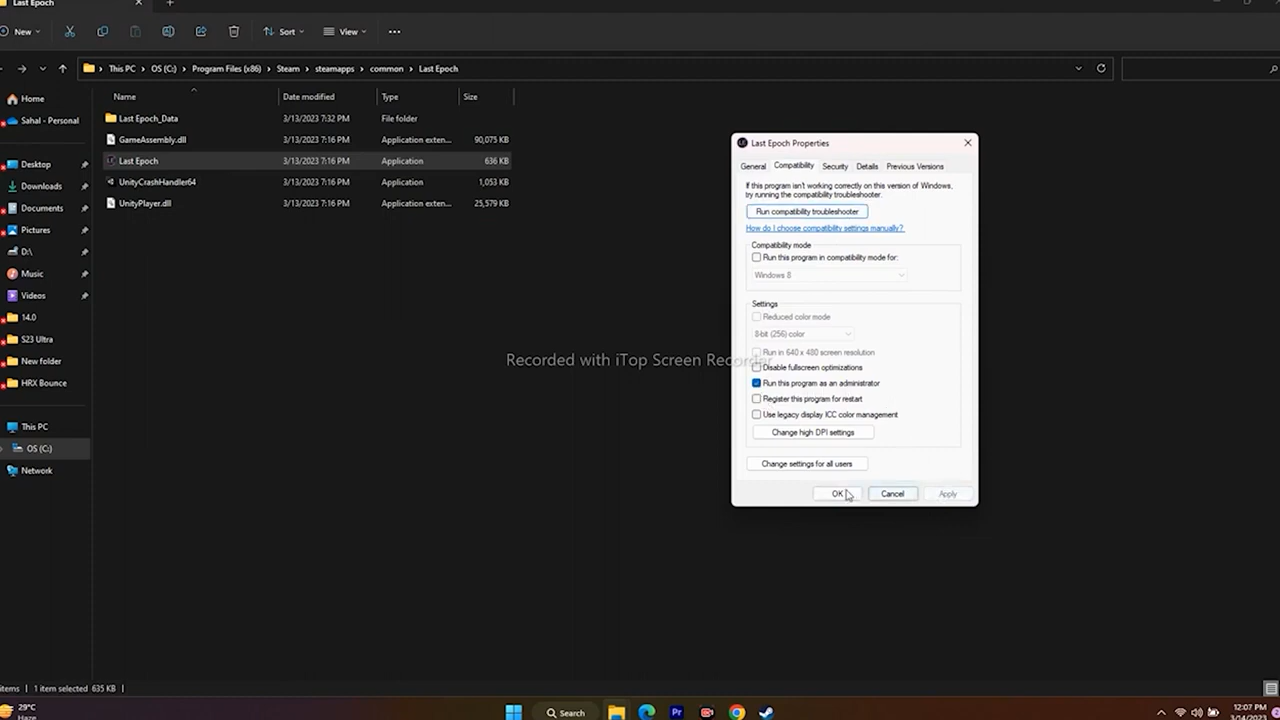 Last Epoch
New
Sort
View
This PC > OS (C:) > Program Files (x86) > Steam > steamapps > common > Last Epoch
Name Date modified Type Size
Last Epoch_Data 3/13/2023 7:32 PM File folder
GameAssembly.dll 3/13/2023 7:16 PM Application exten... 90,075 KB
Last Epoch 3/13/2023 7:16 PM Application 636 KB
UnityCrashHandler64 3/13/2023 7:16 PM Application 1,053 KB
3/13/2023 7:16 PM Application exten... 25,579 KB
Home
Sahal - Personal
Desktop
Downloads
Documen
Pictures
D:\
Music
Videos
14.0
S23 Ultra
New folder
HRX Bounce
This PC
OS (C:)
Network
Last Epoch Properties
General Compatibility Security Details Previous Versions
If this program isn't working correctly on this version of Windows,
try running the compatibility troubleshooter.
Run compatibility troubleshooter
How do I choose compatibility settings manually?
Compatibility mode
Run this program in compatibility mode for:
Windows 8
Settings
Reduced color mode
8-bit (256) color
Run in 640 x 480 screen resolution
Disable fullscreen optimizations
Run this program as an administrator
Register this program for restart
Use legacy display ICC color management
Change high DPI settings
Change settings for all users
OK Cancel Apply
Recorded with iTop Screen Recorder
items 1 item selected 635 KB
29°C
Haze
Search
12:07 PM